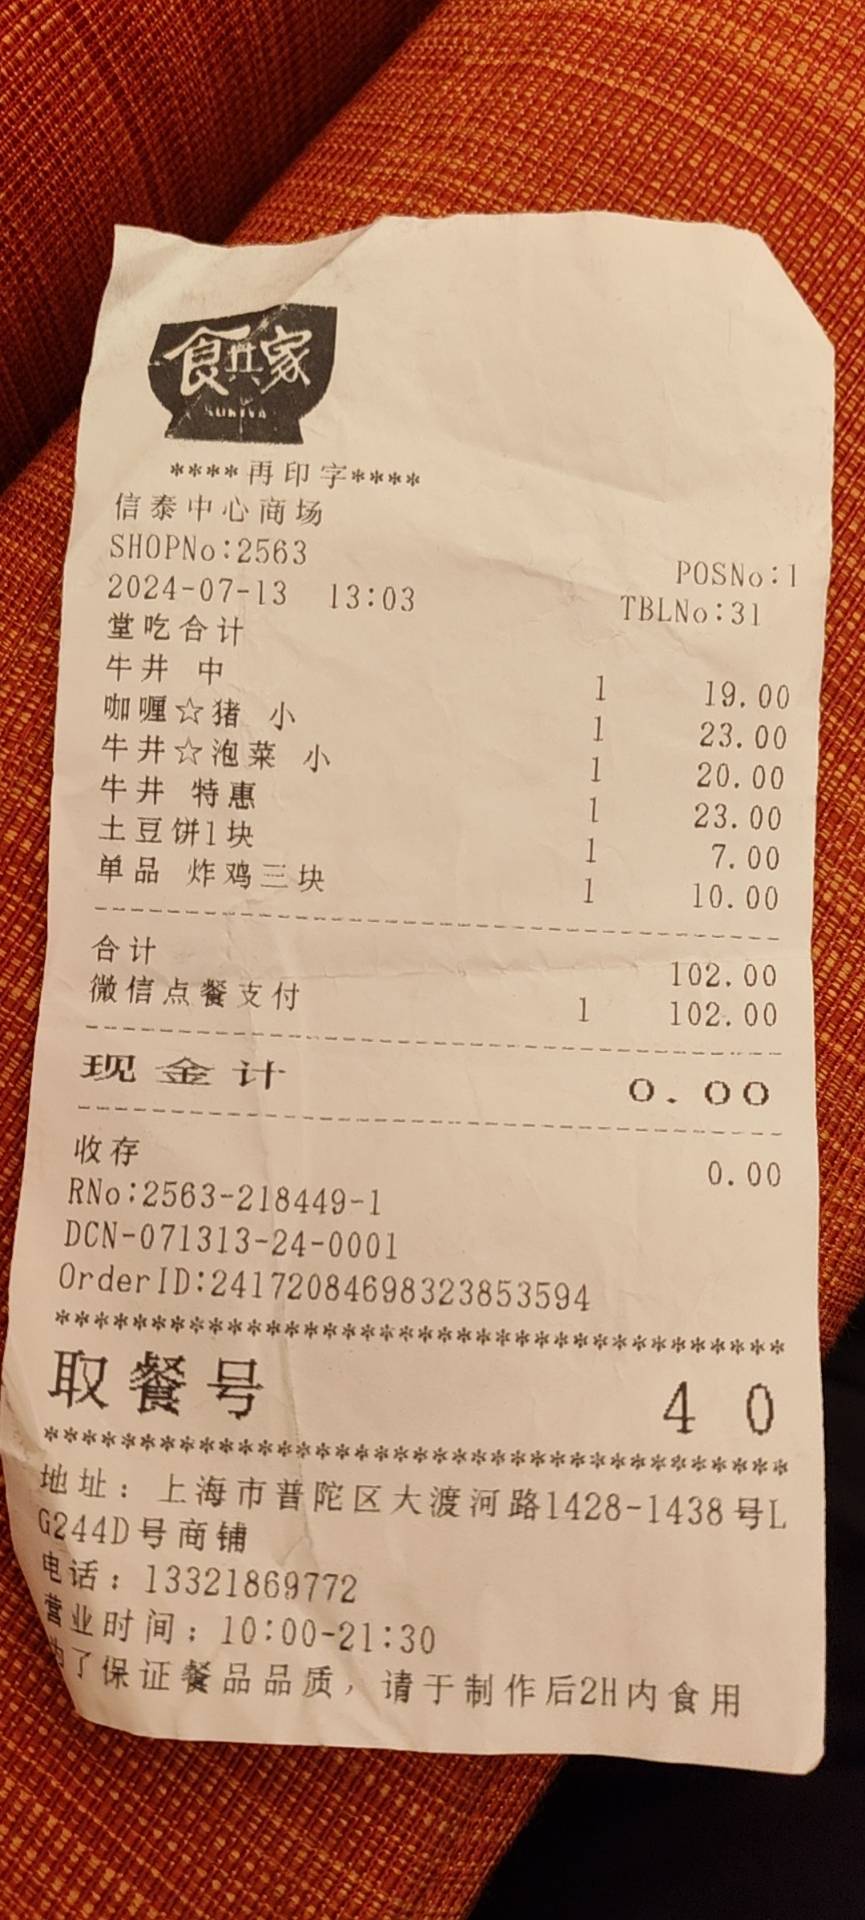 食其家
SUKIYA
****再印字****
信泰中心商场
SHOPNo:2563 POSNo:1
2024-07-13 13:03 TBLNo:31
堂吃合计
牛丼 中 1 19.00
咖喱☆猪 小 1 23.00
牛丼☆泡菜 小 1 20.00
牛丼 特惠 1 23.00
土豆饼1块 1 7.00
单品 炸鸡三块 1 10.00
合计 102.00
微信点餐支付 1 102.00
现金计 0.00
收存 0.00
RNo:2563-218449-1
DCN-071313-24-0001
OrderID:24172084698323853594
取餐号 40
地址：上海市普陀区大渡河路1428-1438号L
G244D号商铺
电话：13321869772
营业时间：10:00-21:30
为了保证餐品品质，请于制作后2H内食用